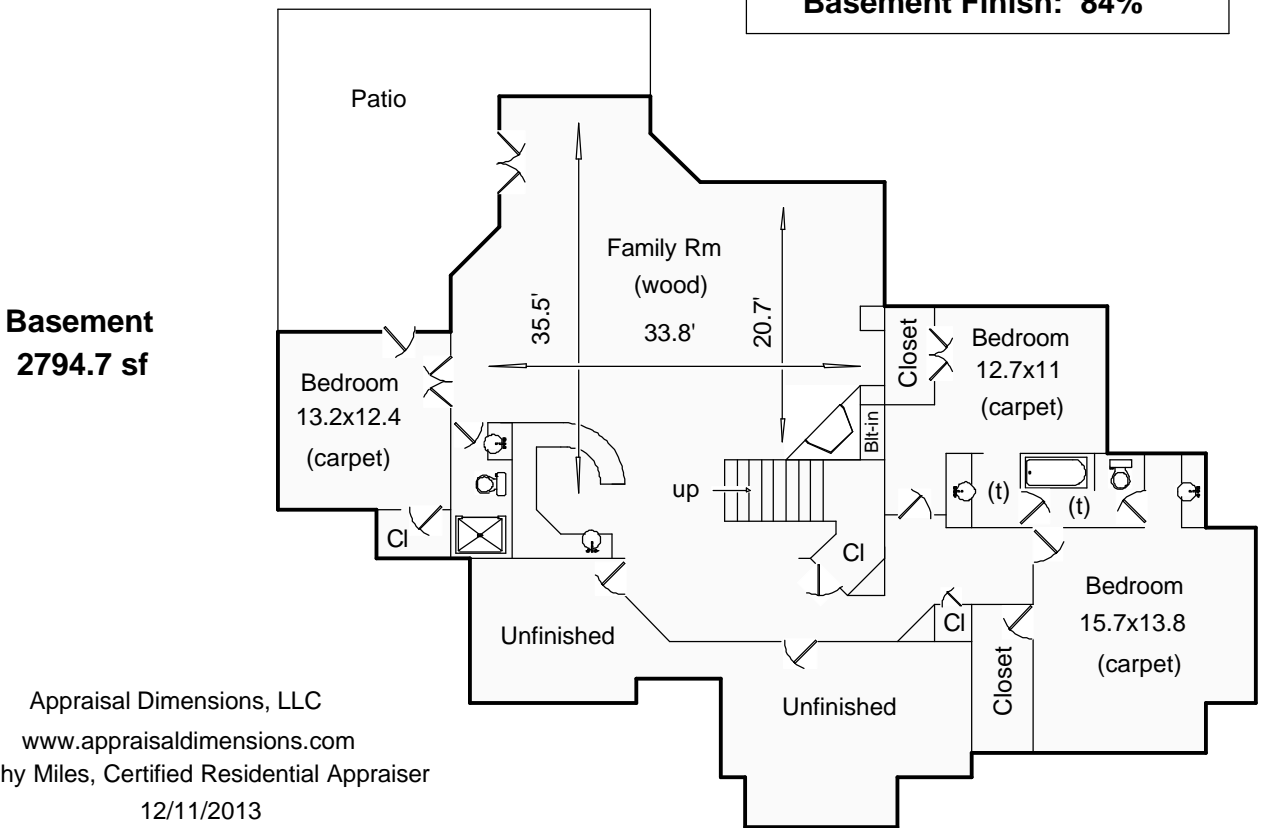 Basement Finish: 84%
Patio
Family Rm
(wood)
35.5'
33.8'
20.7'
Basement
2794.7 sf
Closet
Bedroom
12.7x11
(carpet)
Bedroom
13.2x12.4
(carpet)
Blt-in
up
(t)
(t)
Cl
Cl
Bedroom
15.7x13.8
(carpet)
Cl
Unfinished
Closet
Unfinished
Appraisal Dimensions, LLC
www.appraisaldimensions.com
hy Miles, Certified Residential Appraiser
12/11/2013